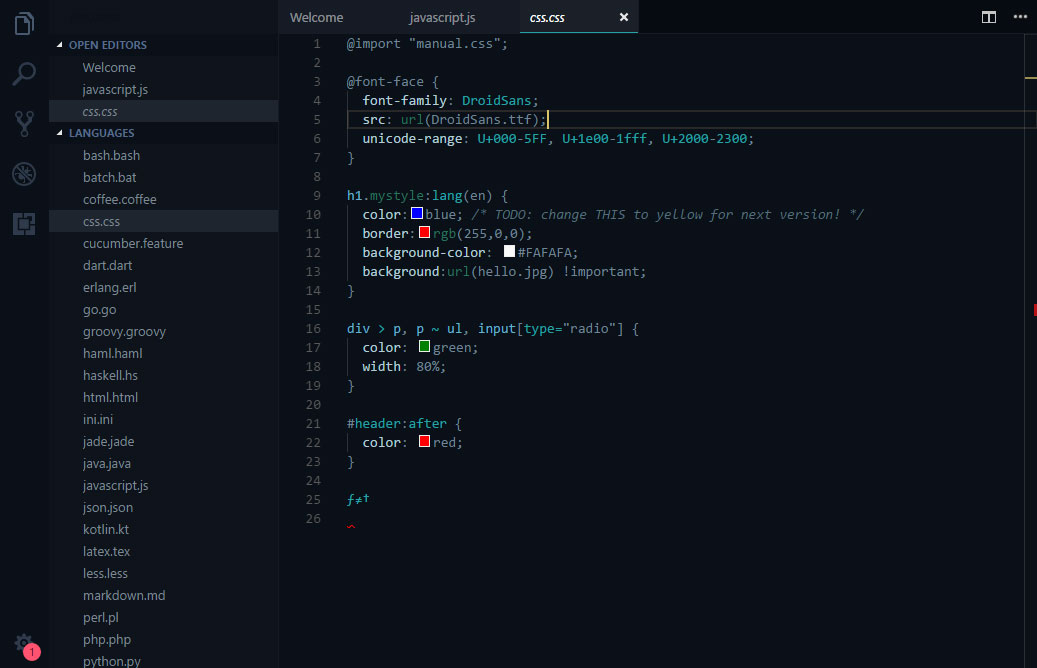 Welcome
javascript.js
css.css
OPEN EDITORS
Welcome
javascript.js
css.css
LANGUAGES
bash.bash
batch.bat
coffee.coffee
css.css
cucumber.feature
dart.dart
erlang.erl
go.go
groovy.groovy
haml.haml
haskell.hs
html.html
ini.ini
jade.jade
java.java
javascript.js
json.json
kotlin.kt
latex.tex
less.less
markdown.md
perl.pl
php.php
python.py
1
1 @import "manual.css";
2
3 @font-face {
4 font-family: DroidSans;
5 src: url(DroidSans.ttf);
6 unicode-range: U+000-5FF, U+1e00-1fff, U+2000-2300;
7 }
8
9 h1.mystyle:lang(en) {
10 color:blue; /* TODO: change THIS to yellow for next version! */
11 border:rgb(255,0,0);
12 background-color: #FAFAFA;
13 background:url(hello.jpg) !important;
14 }
15
16 div > p, p ~ ul, input[type="radio"] {
17 color: green;
18 width: 80%;
19 }
20
21 #header:after {
22 color: red;
23 }
24
25 ƒ≠†
26